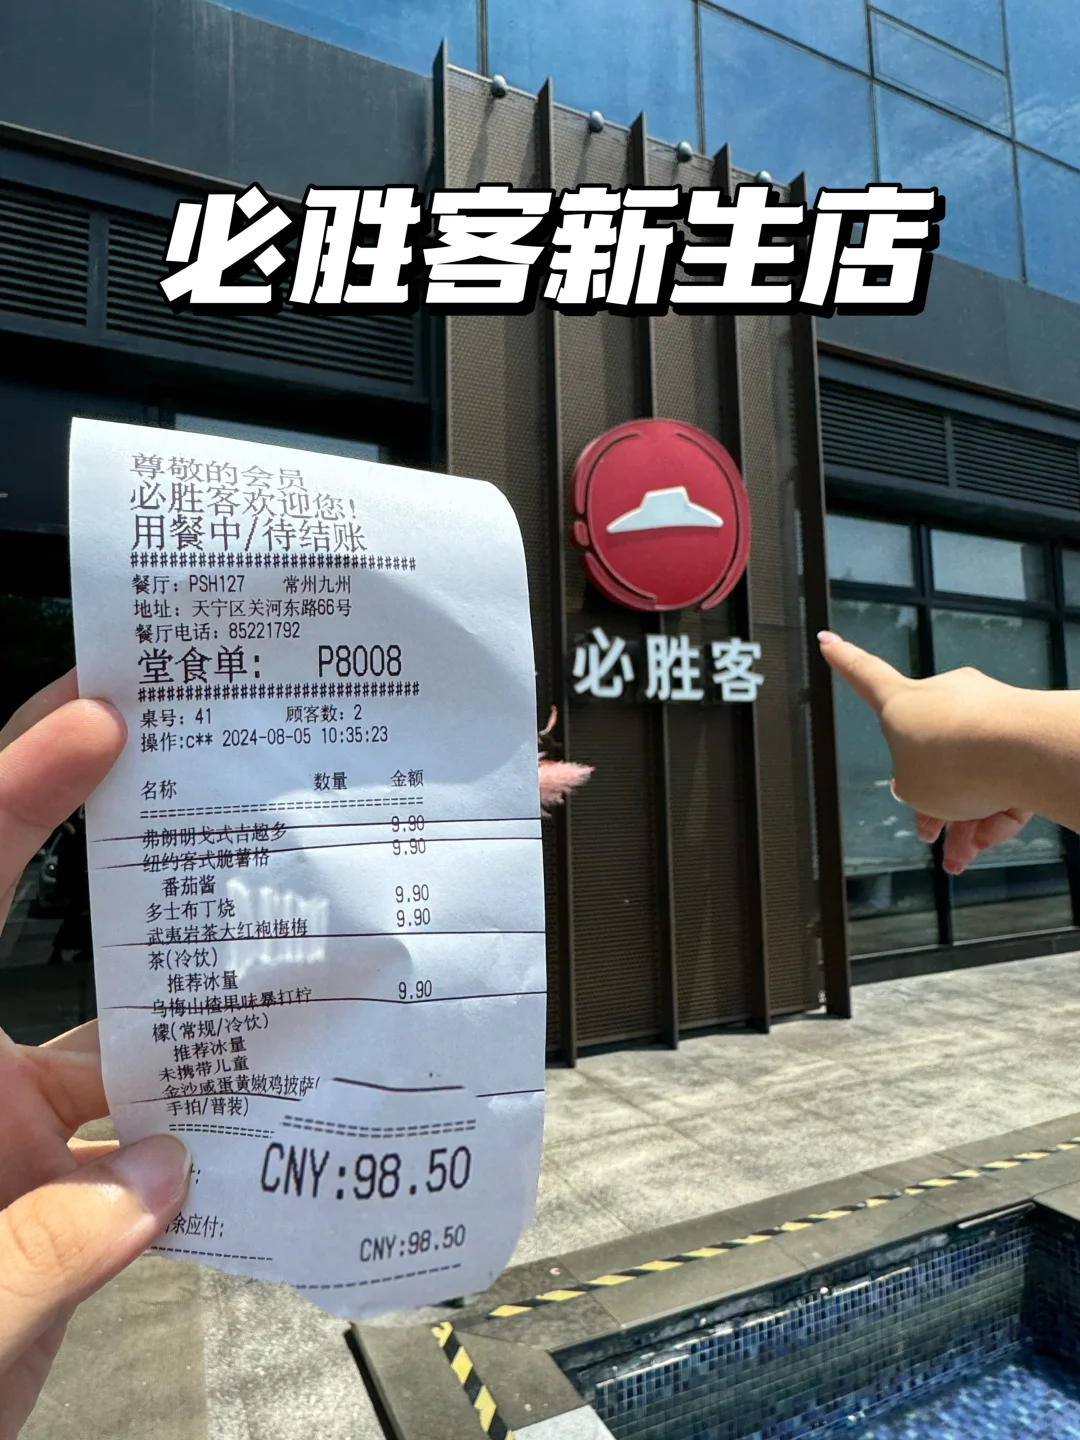 必胜客新生店
尊敬的会员
必胜客欢迎您!
用餐中/待结账
##############################
餐厅: PSH127 常州九州
地址: 天宁区关河东路66号
餐厅电话: 85221792
堂食单: P8008
##############################
桌号: 41 顾客数: 2
操作:c** 2024-08-05 10:35:23
名称 数量 金额
==============================
弗朗明戈式吉趣多 9.90
纽约客式脆薯格 9.90
番茄酱
多士布丁烧 9.90
武夷岩茶大红袍梅梅 9.90
茶(冷饮)
推荐冰量
乌梅山楂果味暴打柠 9.90
檬(常规/冷饮)
推荐冰量
未携带儿童
金沙咸蛋黄嫩鸡披萨(
手拍/普装)
CNY:98.50
余应付:
CNY:98.50
必胜客